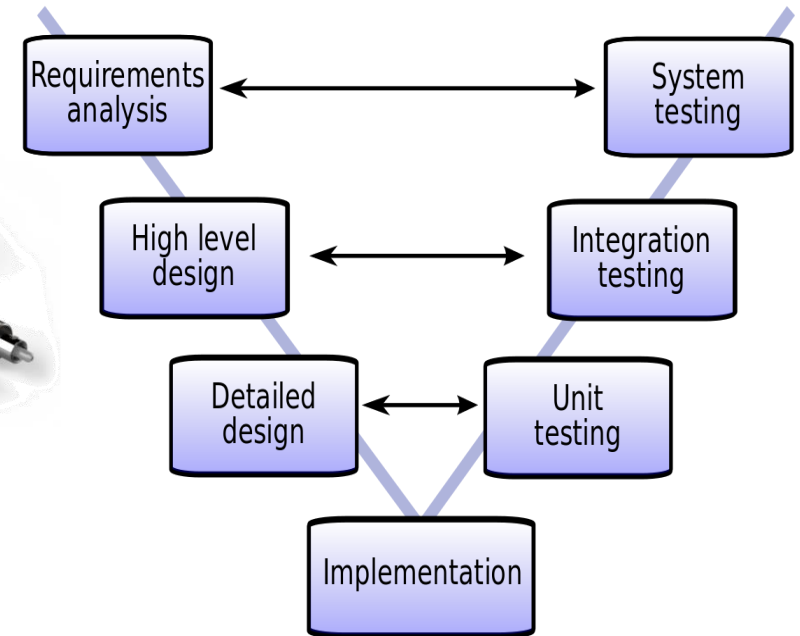 Requirements
analysis
System
testing
High level
design
Integration
testing
Detailed
design
Unit
testing
Implementation